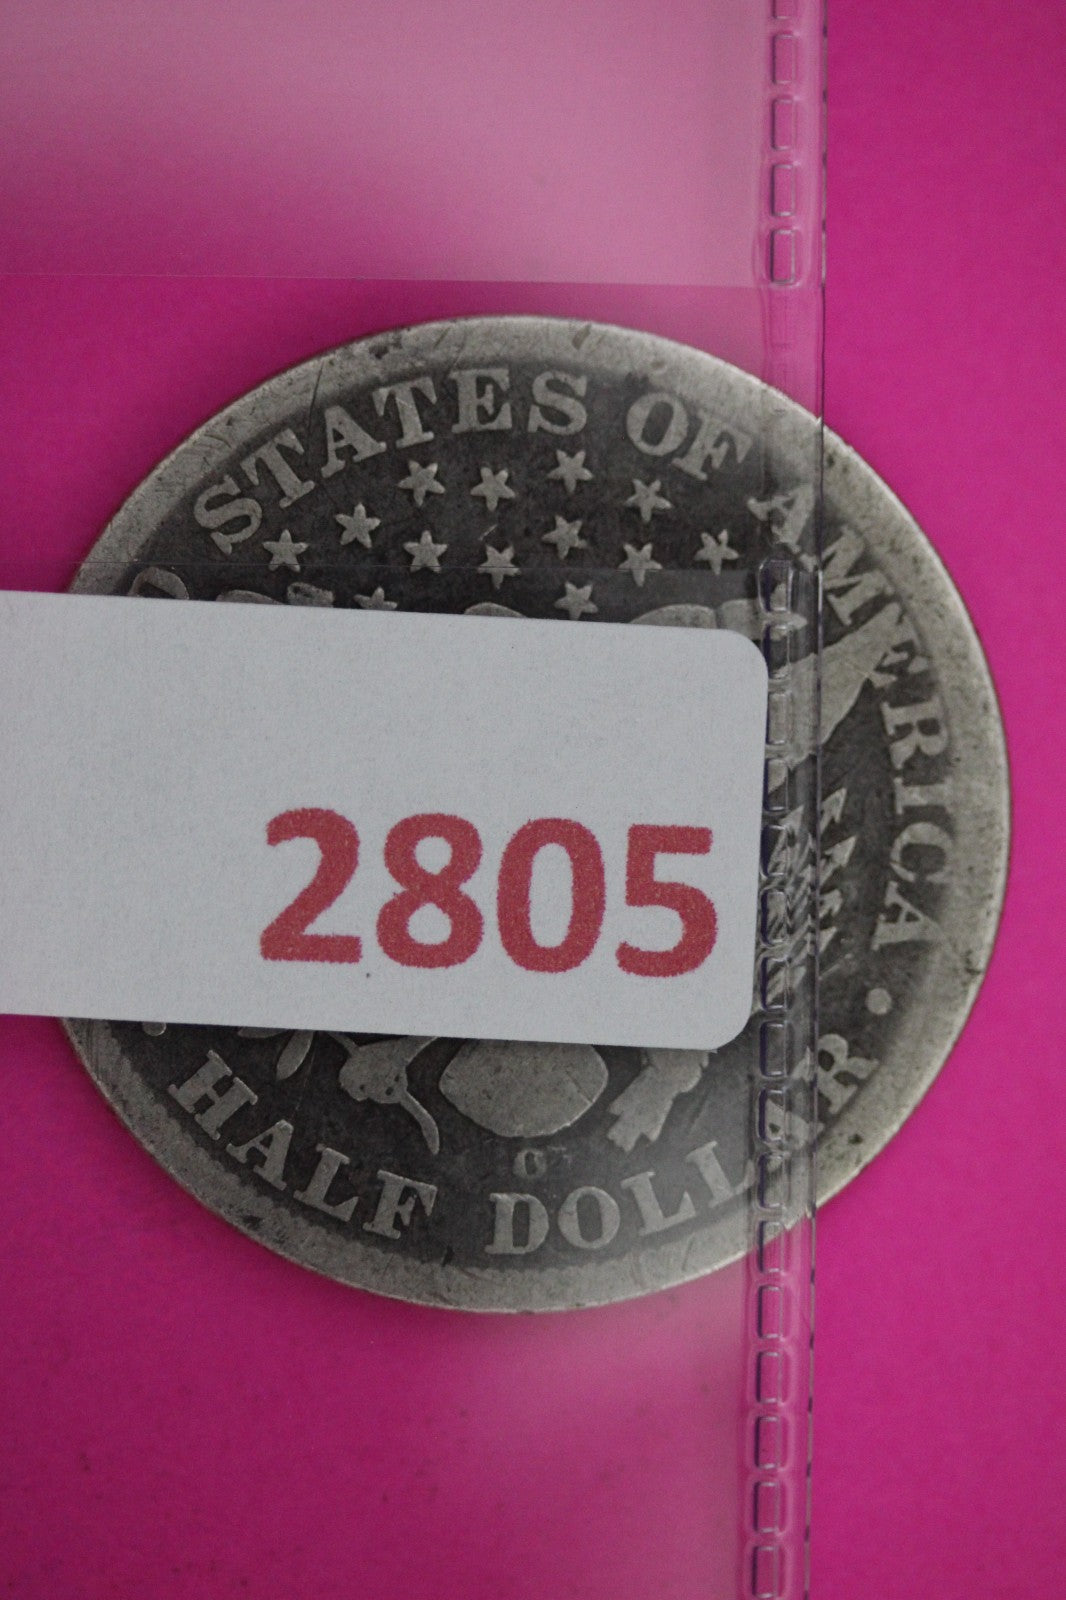 STATES OF AMERICA
2805
HALF DOLLAR